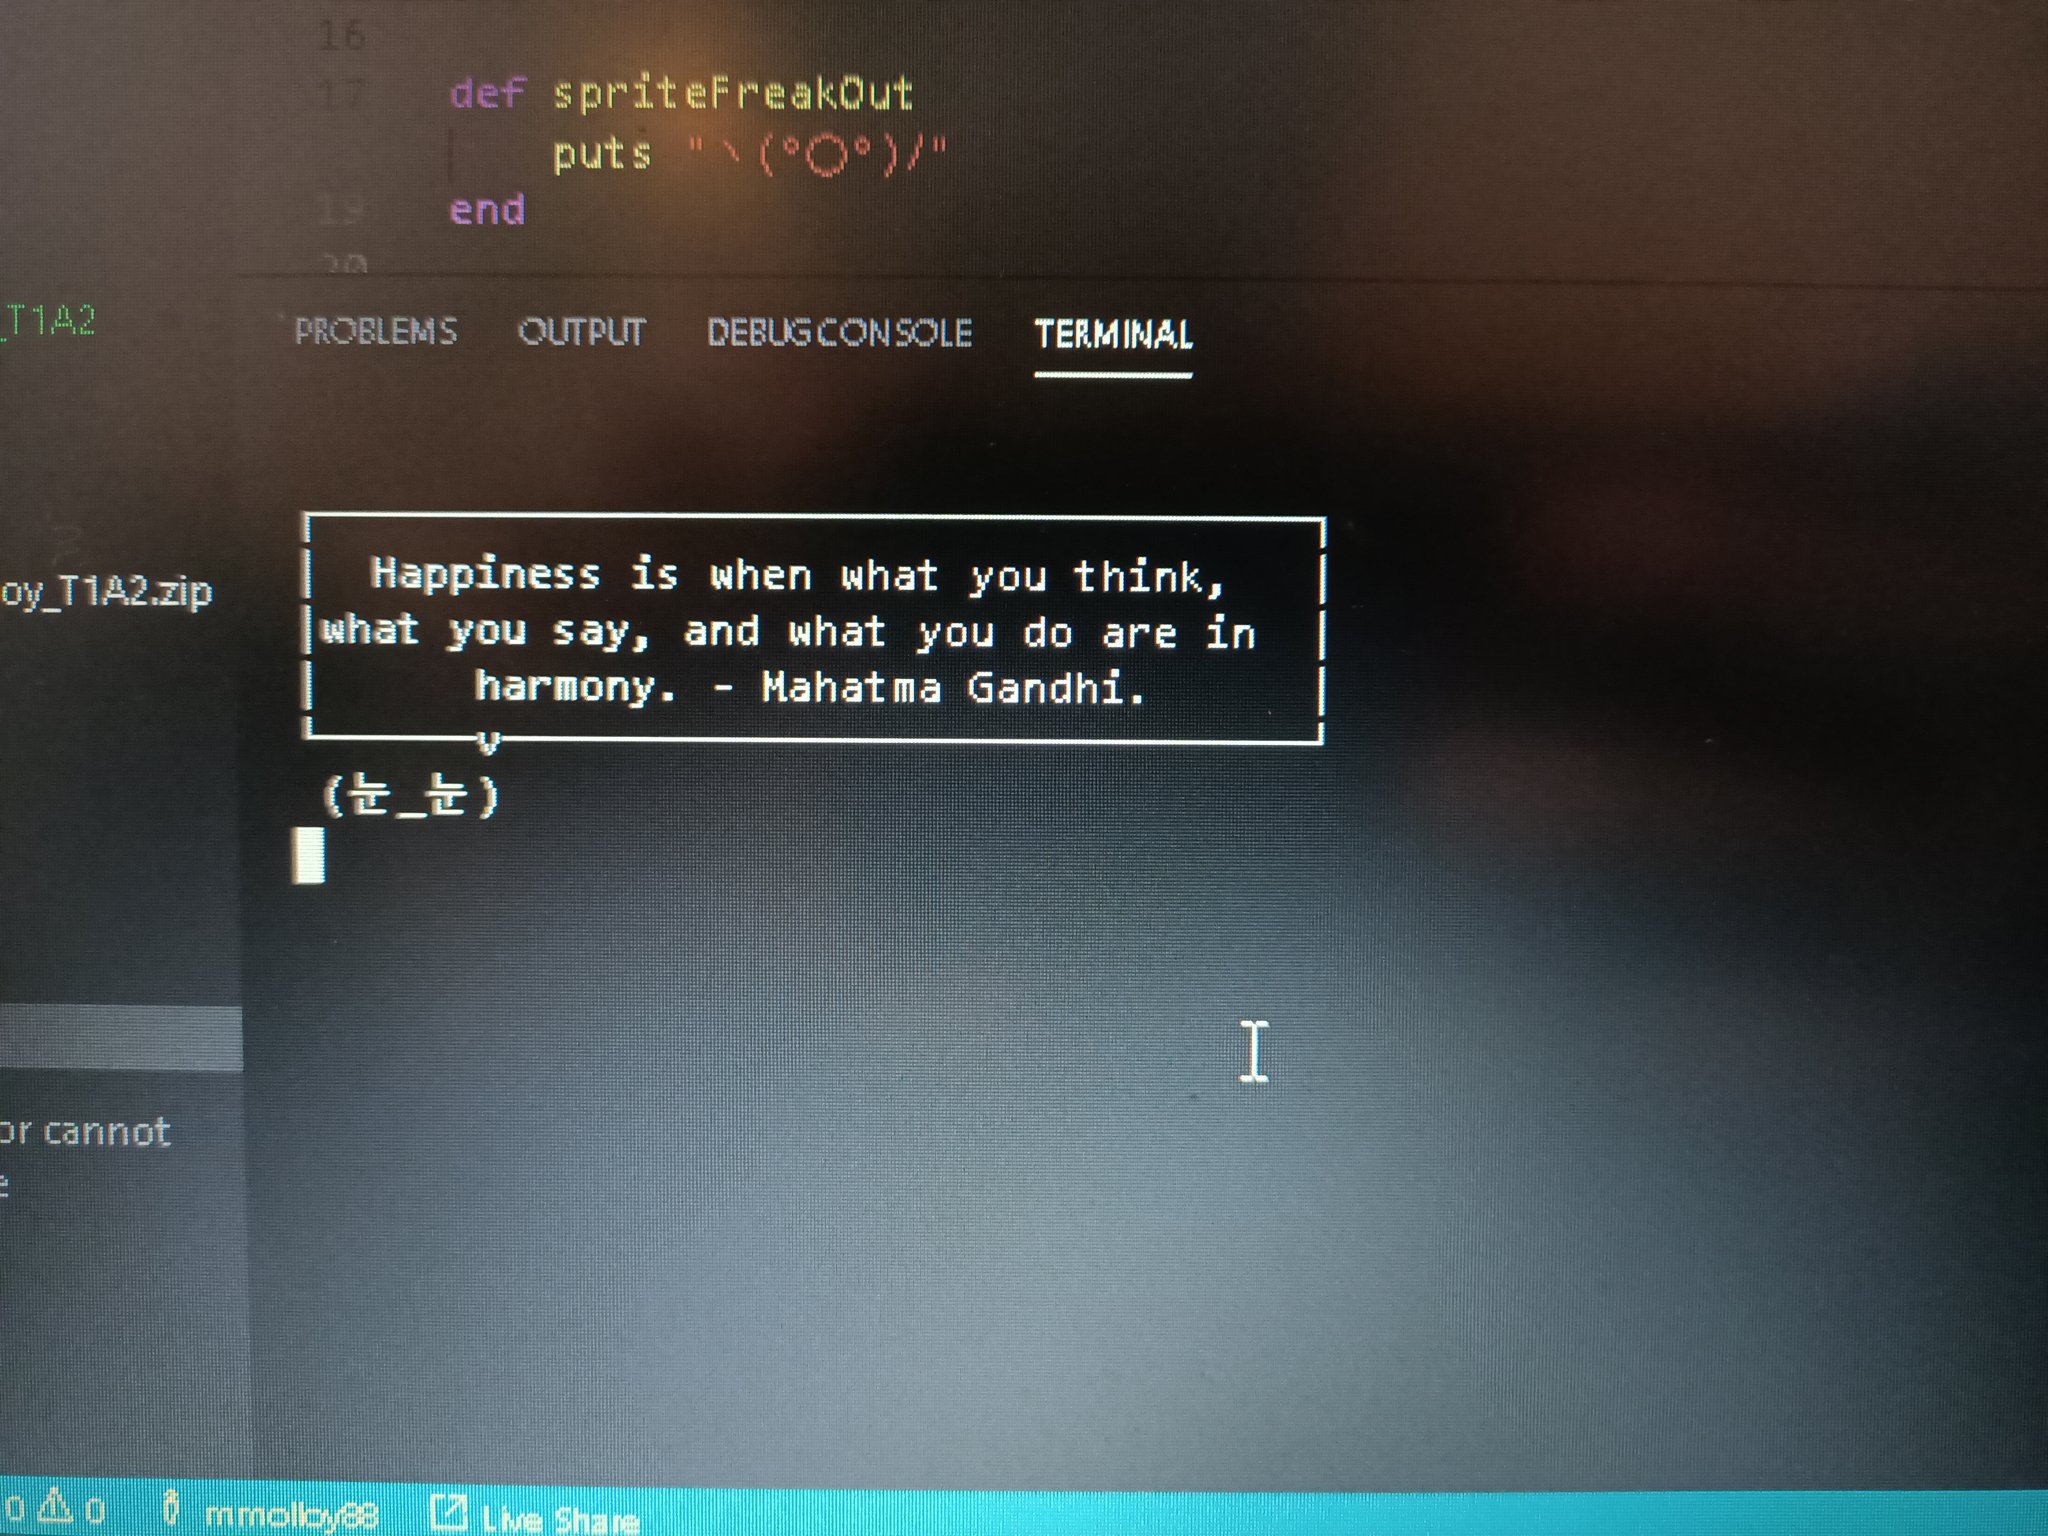 16
17 def spriteFreakOut
puts "ヽ(°〇°)/"
19 end
20
_T1A2
PROBLEMS OUTPUT DEBUG CONSOLE TERMINAL
Happiness is when what you think,
oy_T1A2.zip
what you say, and what you do are in
harmony. - Mahatma Gandhi.
v
(눈_눈)
or cannot
e
0 0 mmolloy88 Live Share